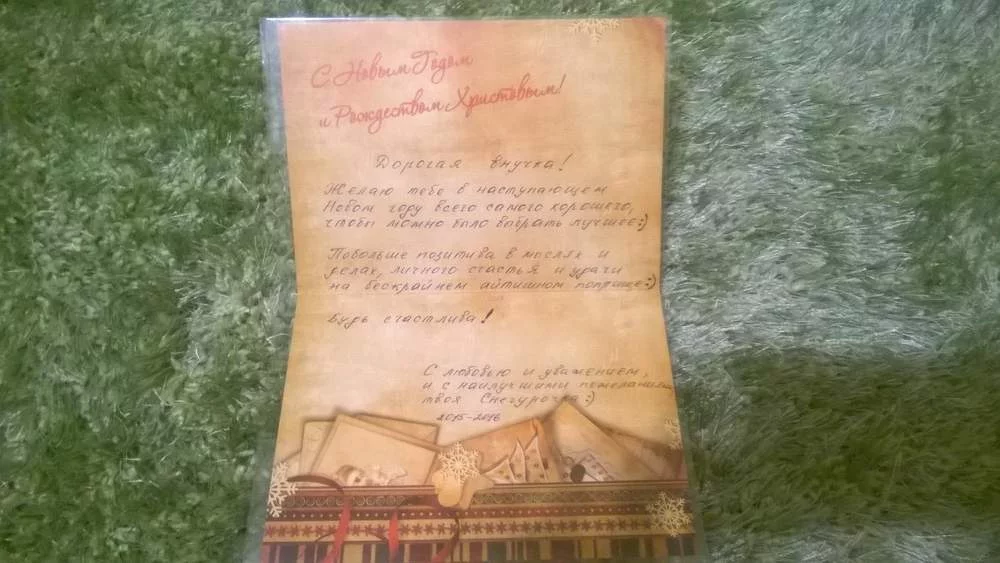 С Новым Годом
и Рождеством Христовым!
Дорогая внучка!
Желаю тебе в наступающем
Новом году всего самого хорошего,
чтобы можно было выбрать лучшее:)
Побольше позитива в мыслях и
делах, личного счастья и удачи
на бескрайнем айтишном поприще:)
Будь счастлива!
С любовью и уважением,
и с наилучшими пожеланиями
твоя Снегурочка:)
2015-2016